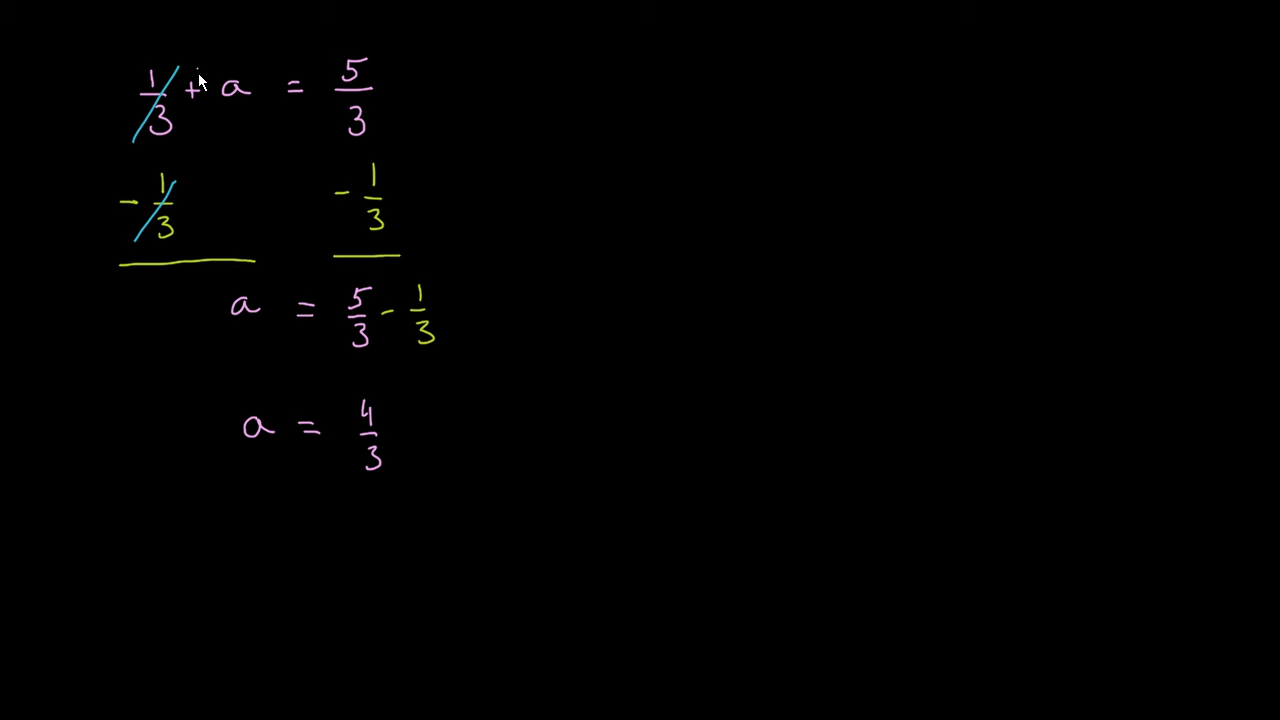 1/3 + a = 5/3
- 1/3 - 1/3
a = 5/3 - 1/3
a = 4/3